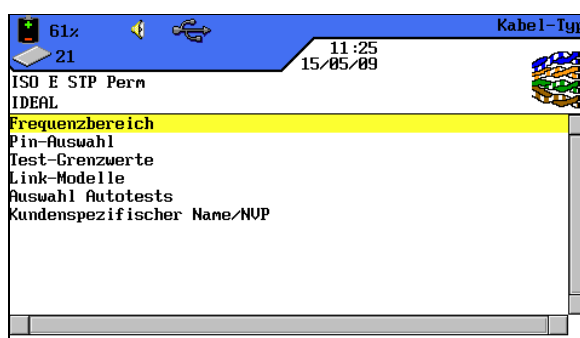 61% Kabel-Typ
21
11:25
15/05/09
ISO E STP Perm
IDEAL
Frequenzbereich
Pin-Auswahl
Test-Grenzwerte
Link-Modelle
Auswahl Autotests
Kundenspezifischer Name/NVP